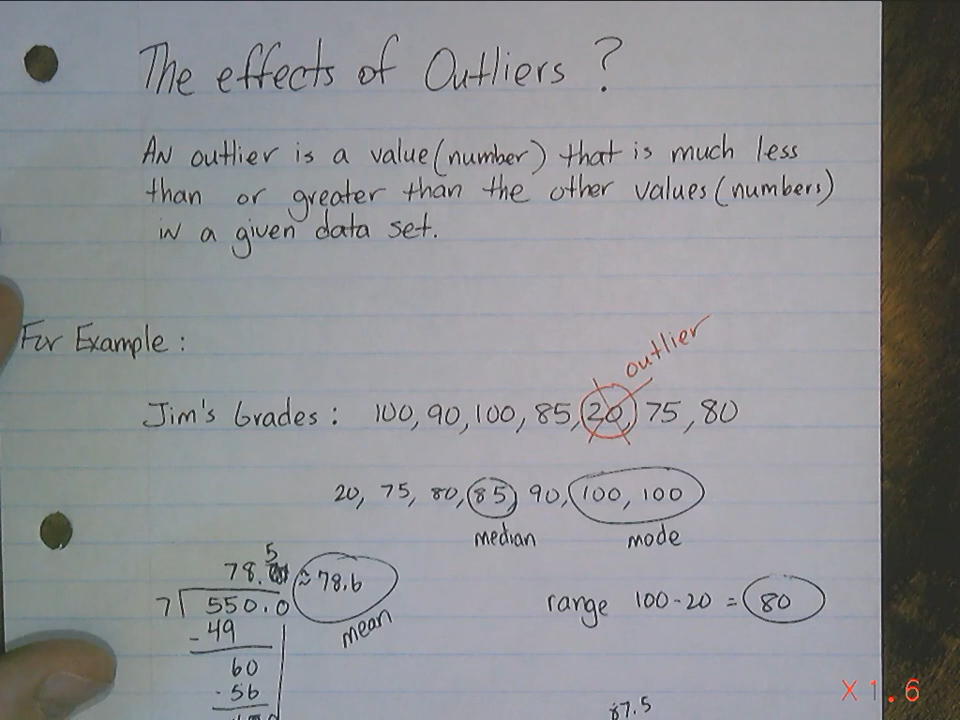 The effects of Outliers ?
AN outlier is a value (number) that is much less
than or greater than the other values (numbers)
in a given data set.
For Example :
outlier
Jim's Grades : 100, 90, 100, 85, 20, 75, 80
20, 75, 80, 85, 90, 100, 100
median mode
5
78. ≈ 78.6
7 550.0
mean
range 100 - 20 = 80
- 49
60
- 56
87.5
X1.6